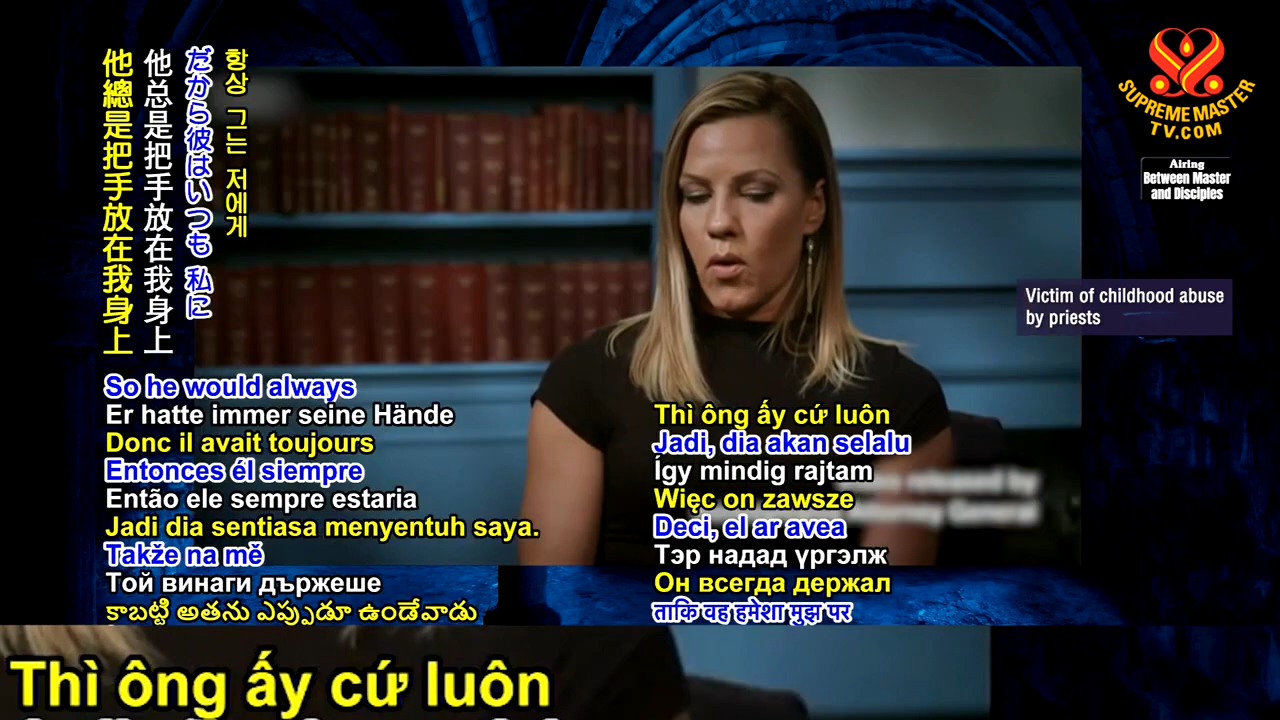 他總是把手放在我身上
他总是把手放在我身上
だから彼はいつも 私に
항상 그는 저에게
SUPREME MASTER
TV.COM
Airing
Between Master
and Disciples
Victim of childhood abuse
by priests
So he would always
Er hatte immer seine Hände
Donc il avait toujours
Entonces él siempre
Então ele sempre estaria
Jadi dia sentiasa menyentuh saya.
Takže na mě
Той винаги държеше
కాబట్టి అతను ఎప్పుడూ ఉండేవాడు
Thì ông ấy cứ luôn
Jadi, dia akan selalu
Így mindig rajtam
Więc on zawsze
Deci, el ar avea
Тэр надад үргэлж
Он всегда держал
ताकि वह हमेशा मुझ पर
released by
General
Thì ông ấy cứ luôn